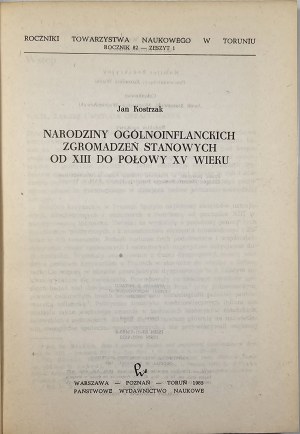 ROCZNIKI TOWARZYSTWA NAUKOWEGO W TORUNIU
ROCZNIK 82 — ZESZYT 1
Jan Kostrzak
NARODZINY OGÓLNOINFLANCKICH
ZGROMADZEŃ STANOWYCH
OD XIII DO POŁOWY XV WIEKU
WARSZAWA — POZNAŃ — TORUŃ 1985
PAŃSTWOWE WYDAWNICTWO NAUKOWE